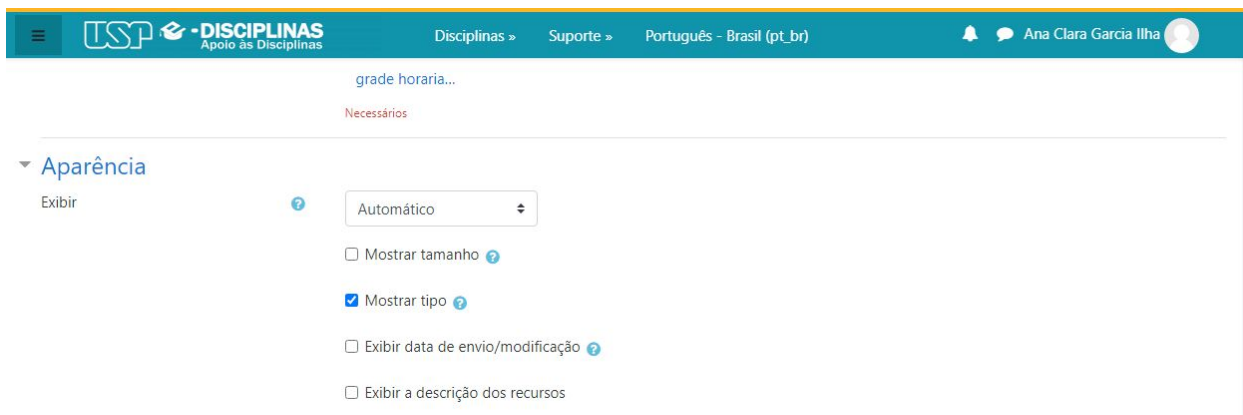 USP e-DISCIPLINAS
Apoio às Disciplinas
Disciplinas »
Suporte »
Português - Brasil (pt_br)
Ana Clara Garcia Ilha
grade horaria...
Necessários
Aparência
Exibir
Automático
Mostrar tamanho
Mostrar tipo
Exibir data de envio/modificação
Exibir a descrição dos recursos